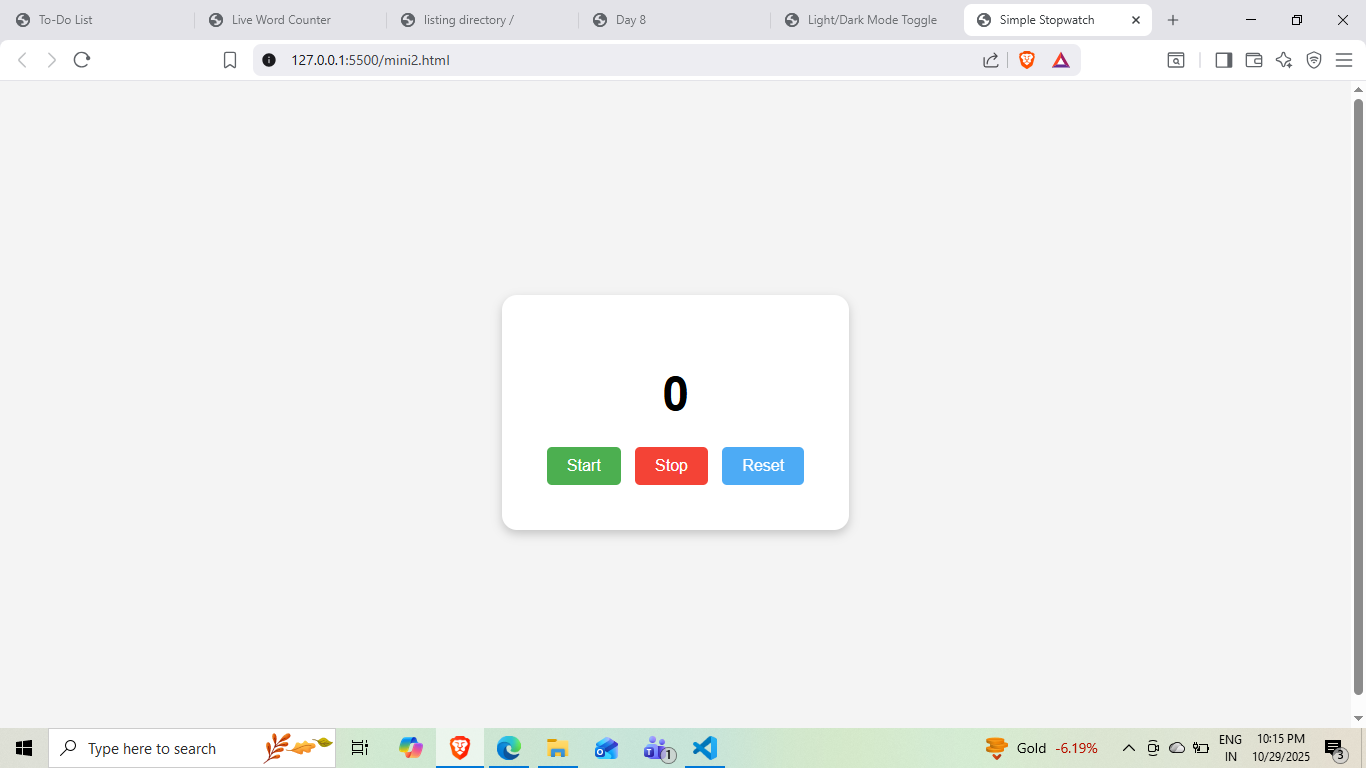 To-Do List
Live Word Counter
listing directory /
Day 8
Light/Dark Mode Toggle
Simple Stopwatch
127.0.0.1:5500/mini2.html
0
Start
Stop
Reset
Type here to search
1
Gold -6.19%
ENG
IN
10:15 PM
10/29/2025
3